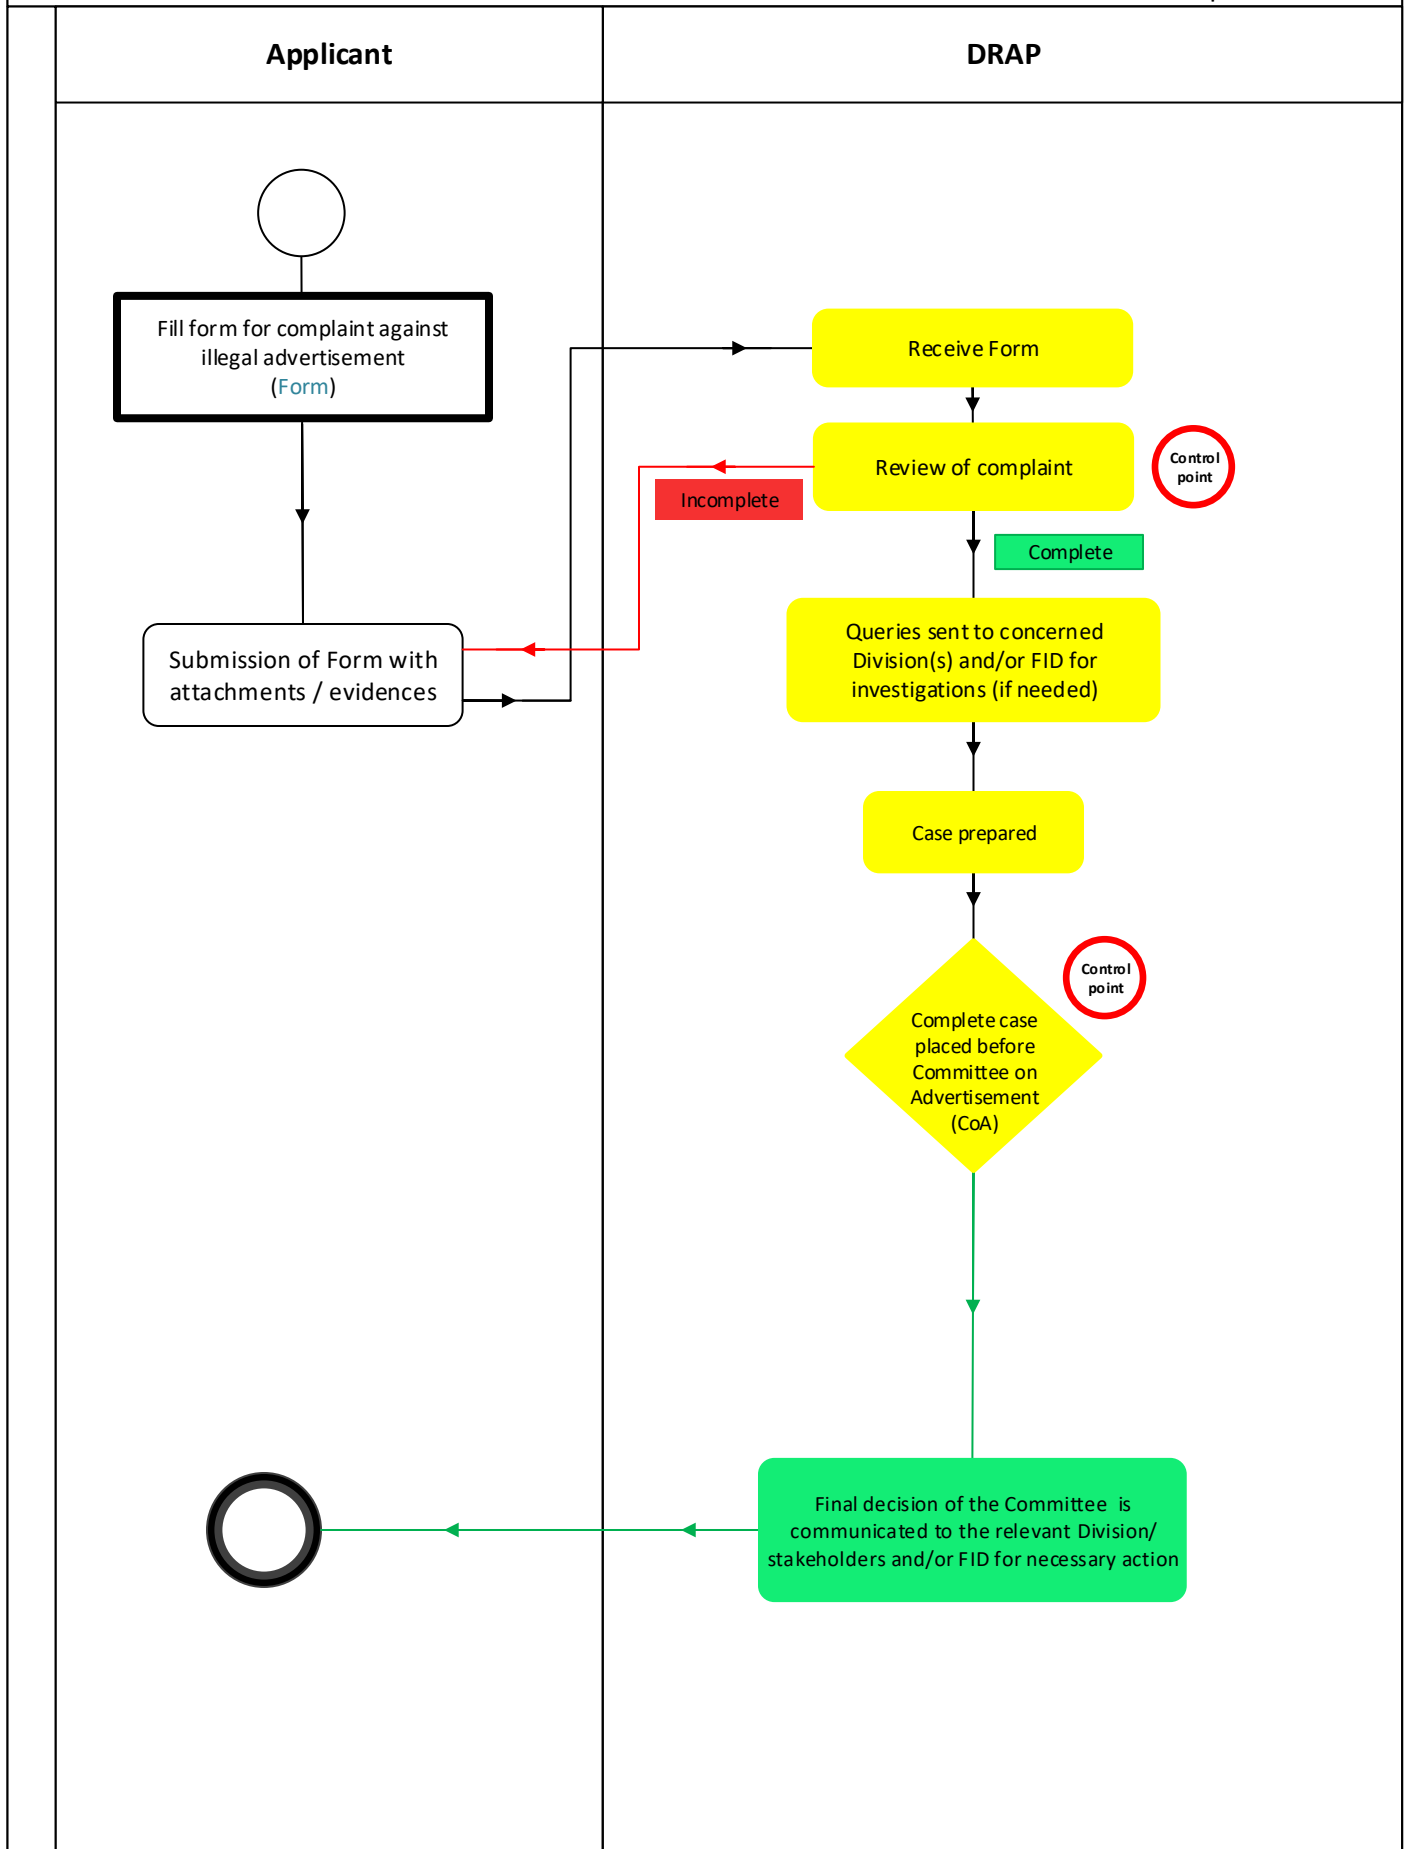 Applicant
DRAP
Fill form for complaint against
illegal advertisement
(Form)
Receive Form
Review of complaint
Control
point
Incomplete
Complete
Submission of Form with
attachments / evidences
Queries sent to concerned
Division(s) and/or FID for
investigations (if needed)
Case prepared
Control
point
Complete case
placed before
Committee on
Advertisement
(CoA)
Final decision of the Committee is
communicated to the relevant Division/
stakeholders and/or FID for necessary action